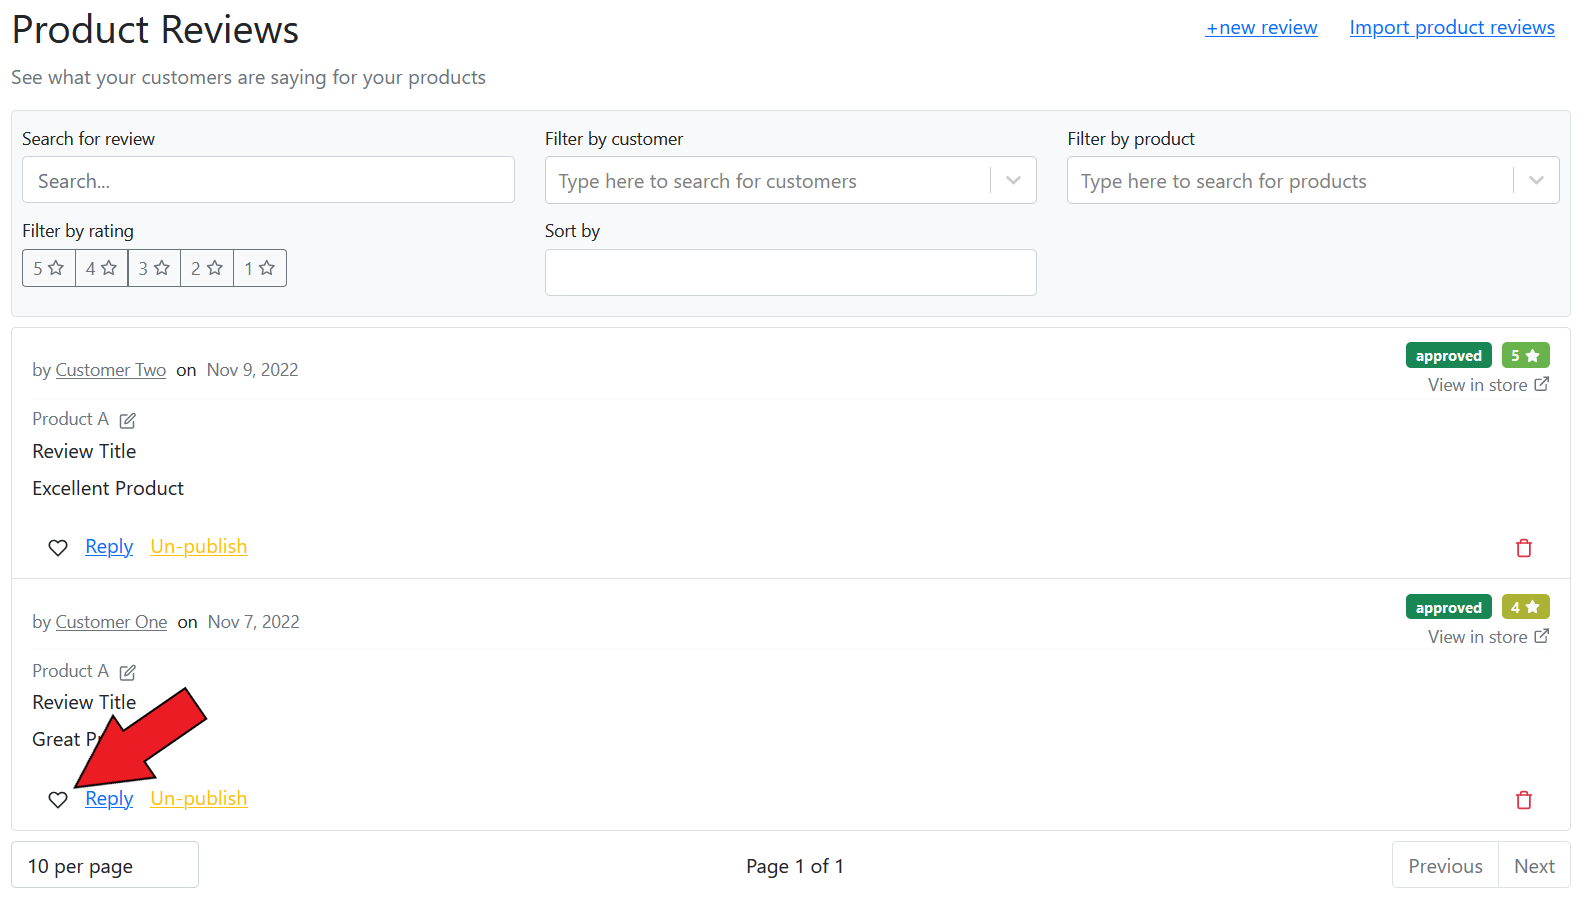 Product Reviews
+new review Import product reviews
See what your customers are saying for your products
Search for review Filter by customer Filter by product
Search... Type here to search for customers Type here to search for products
Filter by rating Sort by
5 4 3 2 1
by Customer Two on Nov 9, 2022 approved 5
View in store
Product A
Review Title
Excellent Product
Reply Un-publish
by Customer One on Nov 7, 2022 approved 4
View in store
Product A
Review Title
Great
Reply Un-publish
10 per page Page 1 of 1 Previous Next